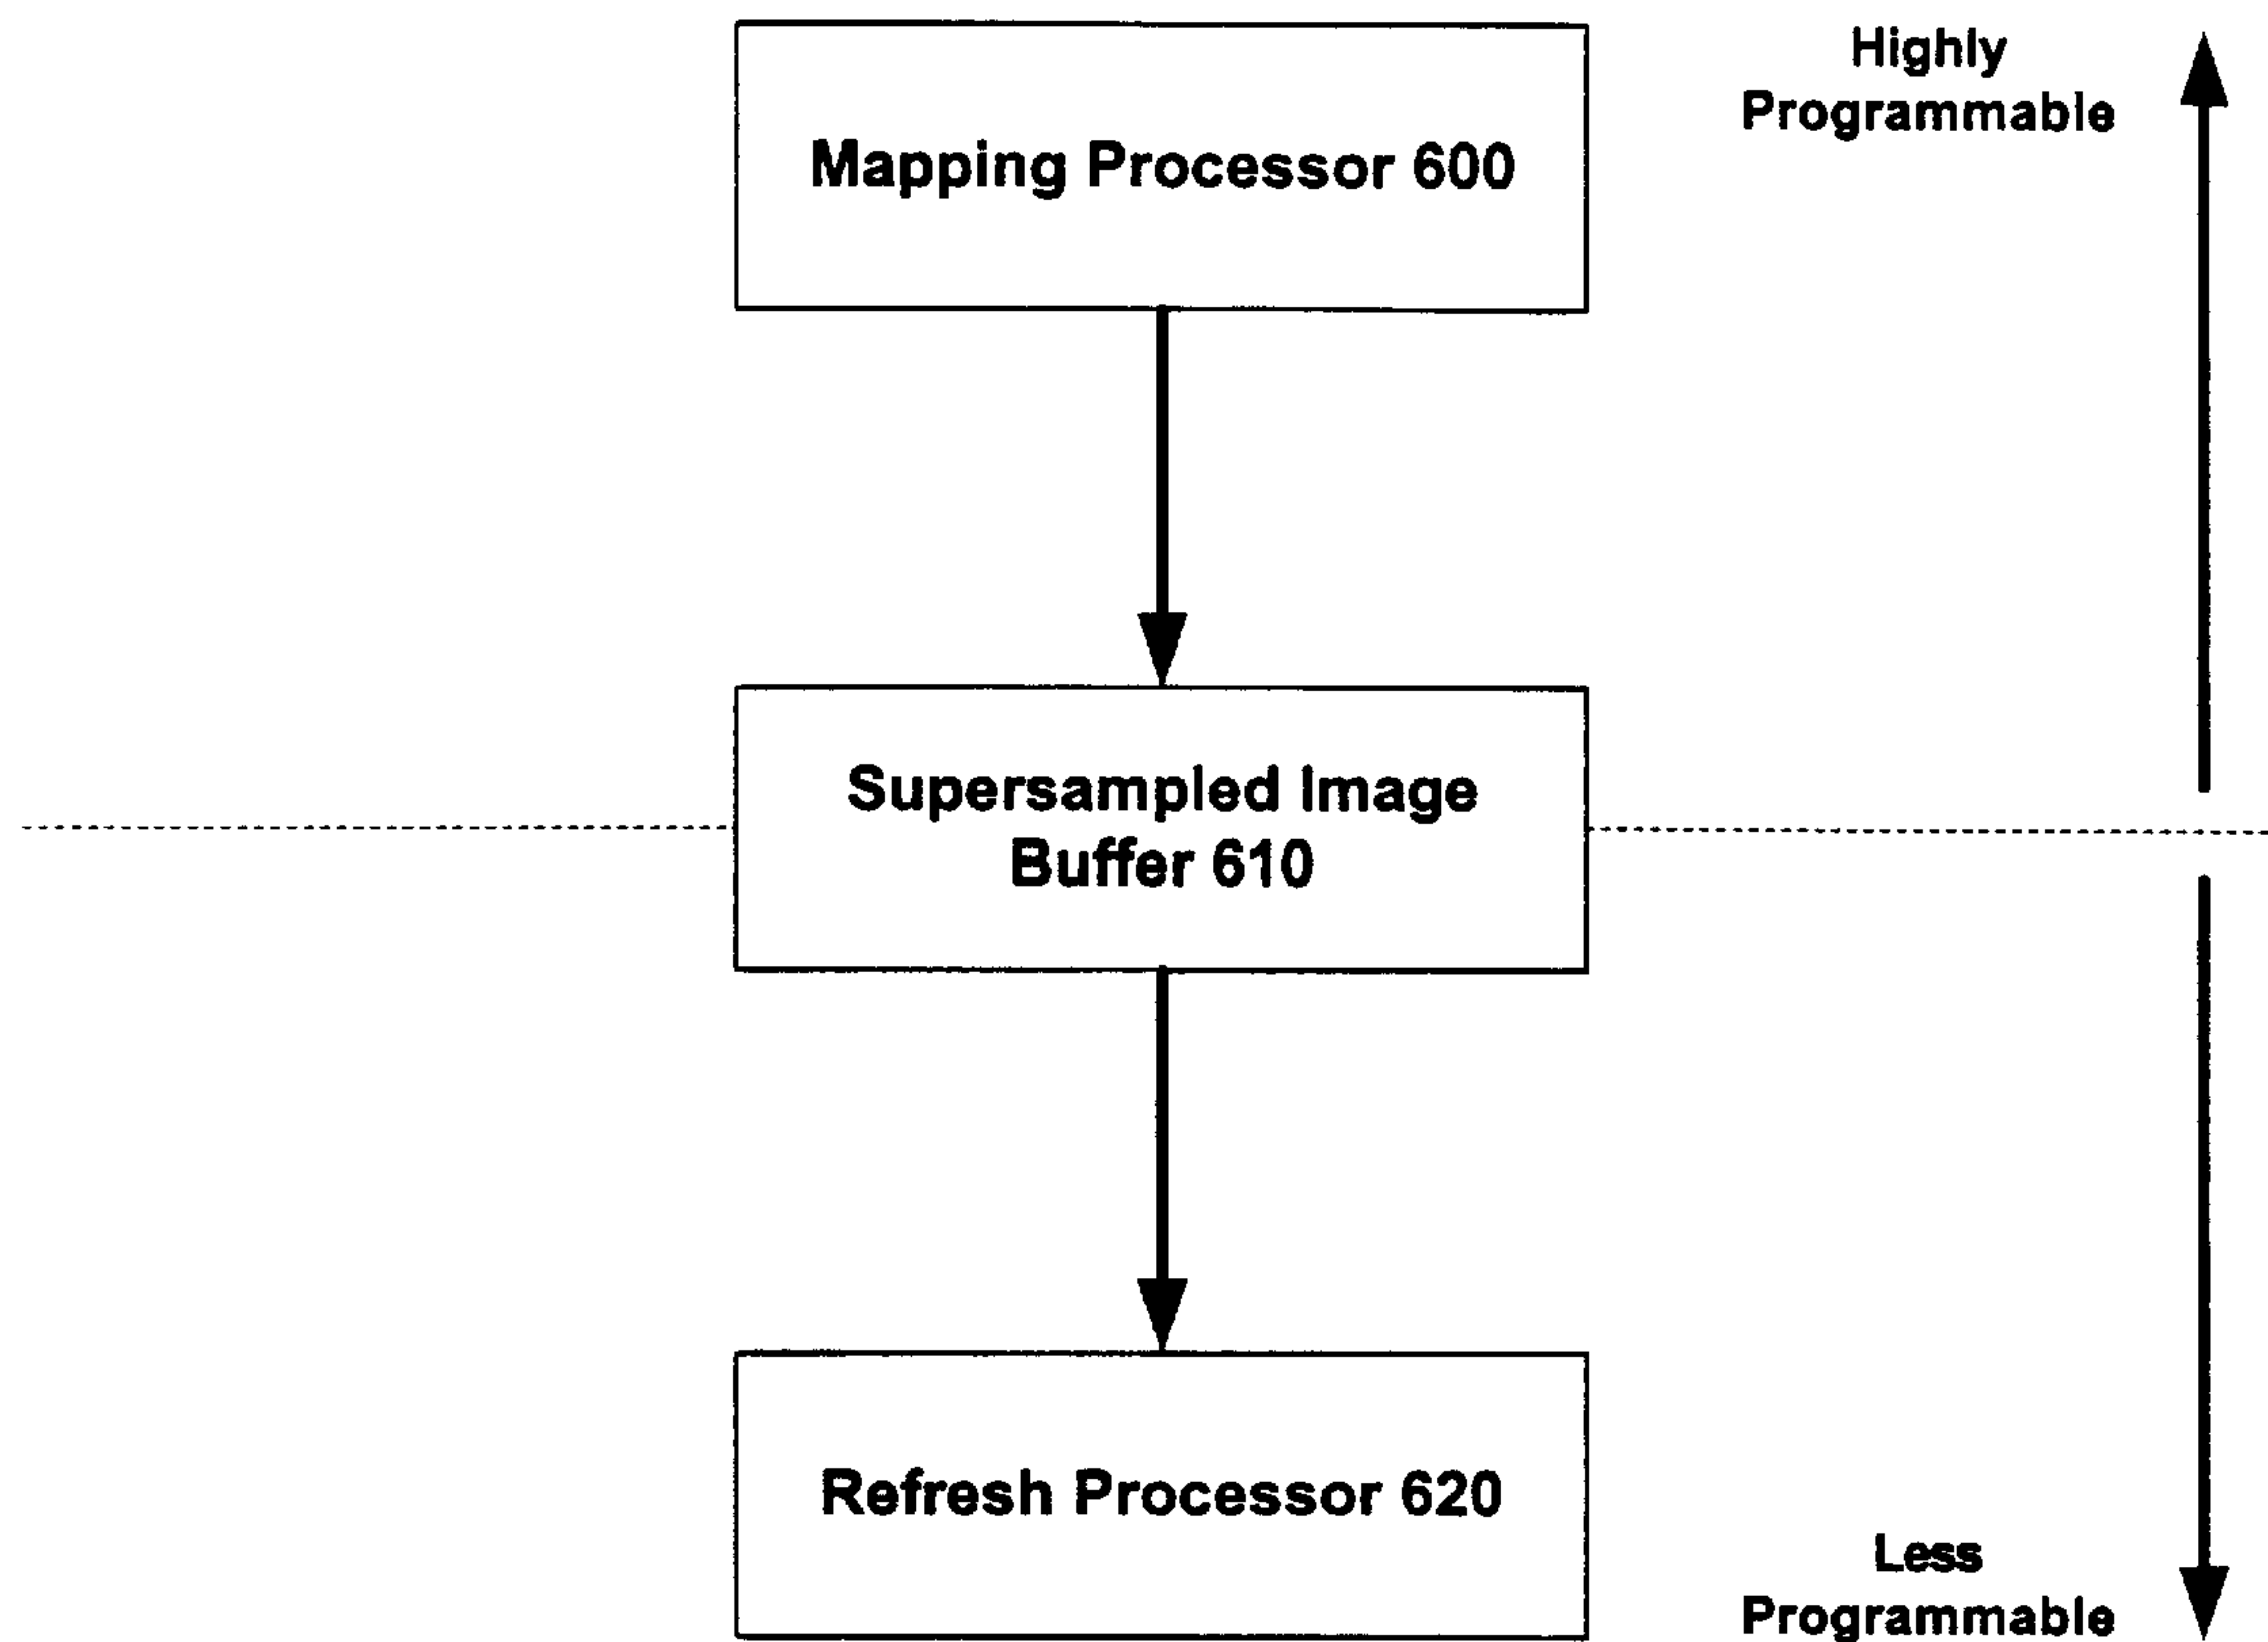 Highly
Programmable
Mapping Processor 600
Supersampled Image
Buffer 610
Refresh Processor 620
Less
Programmable